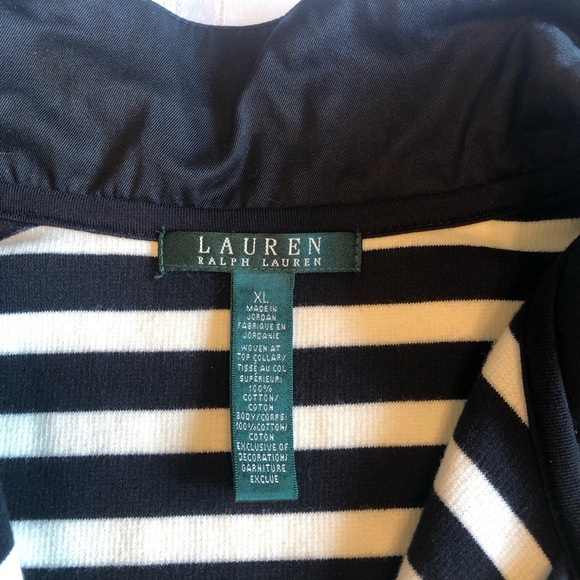 LAUREN
RALPH LAUREN
XL
MADE IN
JORDAN
FABRIQUE EN
JORDANIE
WOVEN AT
TOP COLLAR/
TISSÉ AU COL
SUPÉRIEUR:
100%
COTTON/
COTON
BODY/CORPS:
100%COTTON/
COTON
EXCLUSIVE OF
DECORATION/
GARNITURE
EXCLUE